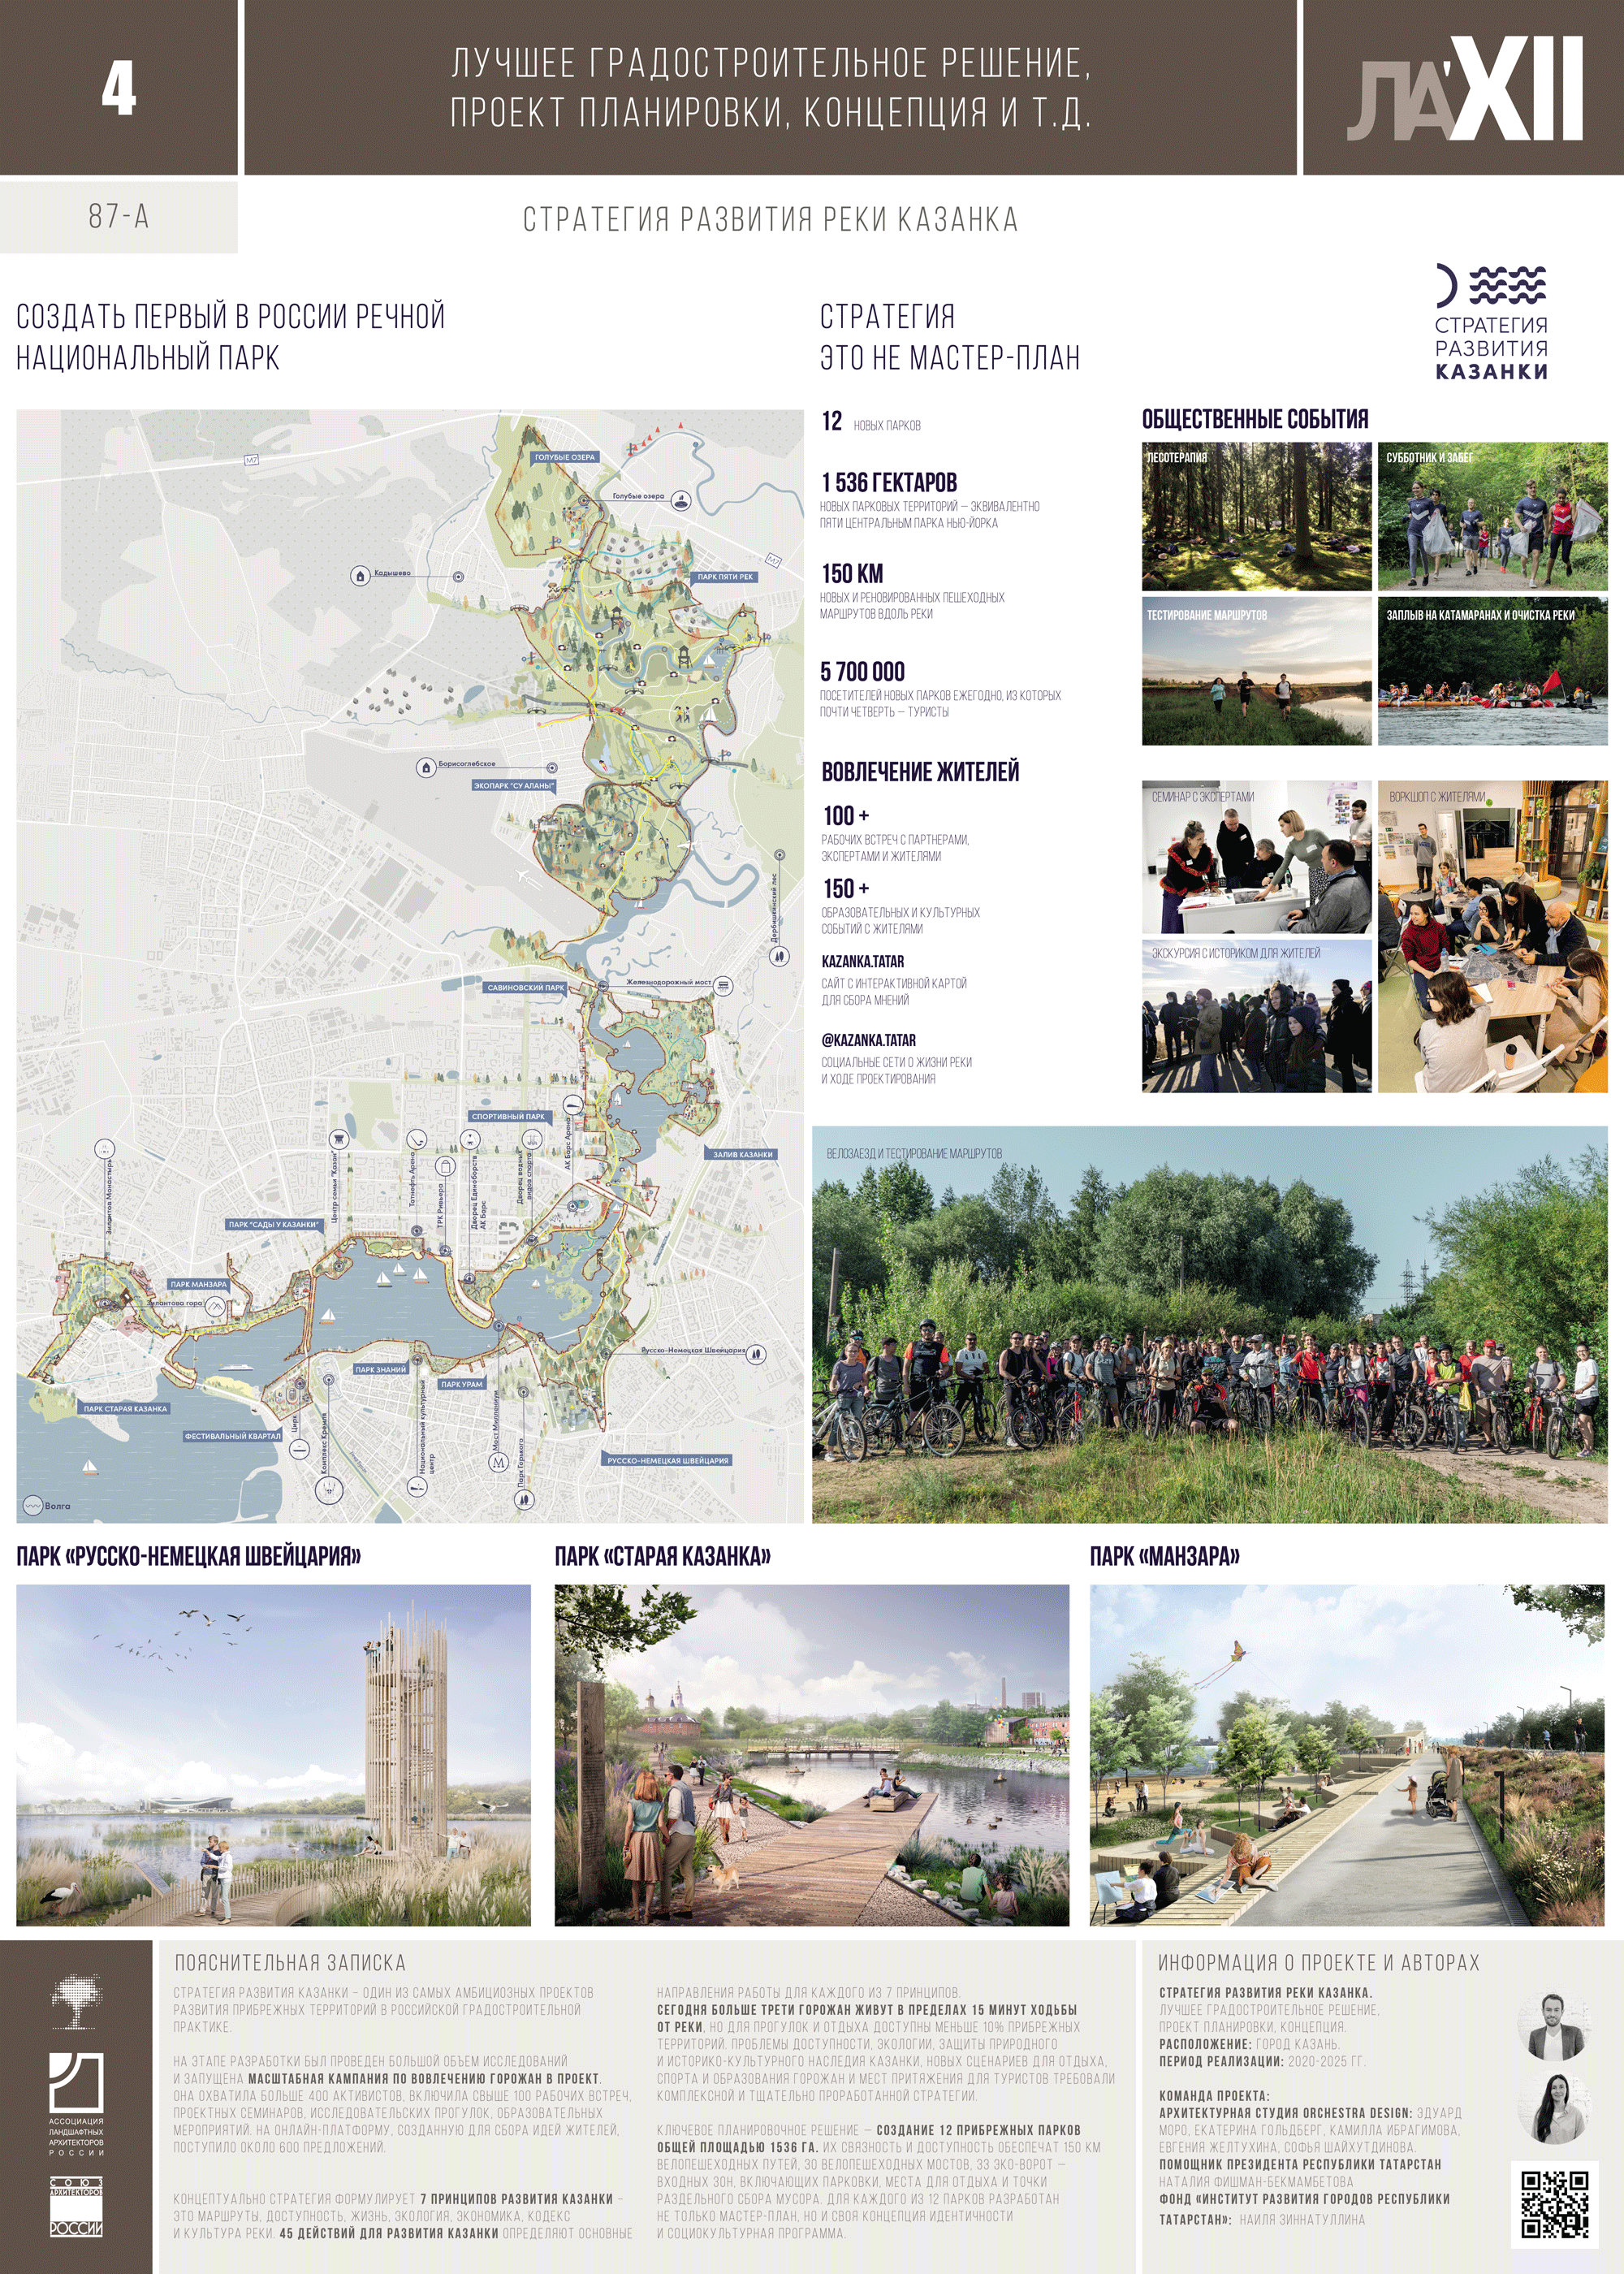 4
ЛУЧШЕЕ ГРАДОСТРОИТЕЛЬНОЕ РЕШЕНИЕ,
ПРОЕКТ ПЛАНИРОВКИ, КОНЦЕПЦИЯ И Т.Д.
ЛА'XII
87-А
СТРАТЕГИЯ РАЗВИТИЯ РЕКИ КАЗАНКА
СОЗДАТЬ ПЕРВЫЙ В РОССИИ РЕЧНОЙ
НАЦИОНАЛЬНЫЙ ПАРК
СТРАТЕГИЯ
ЭТО НЕ МАСТЕР-ПЛАН
СТРАТЕГИЯ
РАЗВИТИЯ
КАЗАНКИ
М7
ГОЛУБЫЕ ОЗЕРА
Голубые озера
М7
Кадышево
ПАРК ПЯТИ РЕК
Борисоглебское
ЭКОПАРК "СУ АЛАНЫ"
Дербышкинский лес
САВИНОВСКИЙ ПАРК
Железнодорожный мост
СПОРТИВНЫЙ ПАРК
АК Барс Арена
ЗАЛИВ КАЗАНКИ
Зилантов Монастырь
Центр семьи "Казан"
Татнефть Арена
ТРК Ривьера
Дворец Единоборств
АК Барс
Дворец водных
видов спорта
ПАРК "САДЫ У КАЗАНКИ"
ПАРК МАНЗАРА
Зилантова гора
Русско-Немецкая Швейцария
ПАРК ЗНАНИЙ
ПАРК УРАМ
ПАРК СТАРАЯ КАЗАНКА
ФЕСТИВАЛЬНЫЙ КВАРТАЛ
Цирк
Комплекс Кремля
Национальный культурный
центр
Мост Миллениум
Парк Горького
РУССКО-НЕМЕЦКАЯ ШВЕЙЦАРИЯ
Волга
12 НОВЫХ ПАРКОВ
1 536 ГЕКТАРОВ
НОВЫХ ПАРКОВЫХ ТЕРРИТОРИЙ – ЭКВИВАЛЕНТНО
ПЯТИ ЦЕНТРАЛЬНЫМ ПАРКА НЬЮ-ЙОРКА
150 КМ
НОВЫХ И РЕНОВИРОВАННЫХ ПЕШЕХОДНЫХ
МАРШРУТОВ ВДОЛЬ РЕКИ
5 700 000
ПОСЕТИТЕЛЕЙ НОВЫХ ПАРКОВ ЕЖЕГОДНО, ИЗ КОТОРЫХ
ПОЧТИ ЧЕТВЕРТЬ – ТУРИСТЫ
ВОВЛЕЧЕНИЕ ЖИТЕЛЕЙ
100 +
РАБОЧИХ ВСТРЕЧ С ПАРТНЕРАМИ,
ЭКСПЕРТАМИ И ЖИТЕЛЯМИ
150 +
ОБРАЗОВАТЕЛЬНЫХ И КУЛЬТУРНЫХ
СОБЫТИЙ С ЖИТЕЛЯМИ
KAZANKA.TATAR
САЙТ С ИНТЕРАКТИВНОЙ КАРТОЙ
ДЛЯ СБОРА МНЕНИЙ
@KAZANKA.TATAR
СОЦИАЛЬНЫЕ СЕТИ О ЖИЗНИ РЕКИ
И ХОДЕ ПРОЕКТИРОВАНИЯ
ОБЩЕСТВЕННЫЕ СОБЫТИЯ
ЛЕСОТЕРАПИЯ
СУББОТНИК И ЗАБЕГ
ТЕСТИРОВАНИЕ МАРШРУТОВ
ЗАПЛЫВ НА КАТАМАРАНАХ И ОЧИСТКА РЕКИ
СЕМИНАР С ЭКСПЕРТАМИ
ВОРКШОП С ЖИТЕЛЯМИ
ЭКСКУРСИЯ С ИСТОРИКОМ ДЛЯ ЖИТЕЛЕЙ
ВЕЛОЗАЕЗД И ТЕСТИРОВАНИЕ МАРШРУТОВ
ПАРК «РУССКО-НЕМЕЦКАЯ ШВЕЙЦАРИЯ»
ПАРК «СТАРАЯ КАЗАНКА»
ПАРК «МАНЗАРА»
АССОЦИАЦИЯ
ЛАНДШАФТНЫХ
АРХИТЕКТОРОВ
РОССИИ
СОЮЗ
АРХИТЕКТОРОВ
РОССИИ
ПОЯСНИТЕЛЬНАЯ ЗАПИСКА
СТРАТЕГИЯ РАЗВИТИЯ КАЗАНКИ – ОДИН ИЗ САМЫХ АМБИЦИОЗНЫХ ПРОЕКТОВ
РАЗВИТИЯ ПРИБРЕЖНЫХ ТЕРРИТОРИЙ В РОССИЙСКОЙ ГРАДОСТРОИТЕЛЬНОЙ
ПРАКТИКЕ.
НА ЭТАПЕ РАЗРАБОТКИ БЫЛ ПРОВЕДЕН БОЛЬШОЙ ОБЪЕМ ИССЛЕДОВАНИЙ
И ЗАПУЩЕНА МАСШТАБНАЯ КАМПАНИЯ ПО ВОВЛЕЧЕНИЮ ГОРОЖАН В ПРОЕКТ.
ОНА ОХВАТИЛА БОЛЬШЕ 400 АКТИВИСТОВ, ВКЛЮЧИЛА СВЫШЕ 100 РАБОЧИХ ВСТРЕЧ,
ПРОЕКТНЫХ СЕМИНАРОВ, ИССЛЕДОВАТЕЛЬСКИХ ПРОГУЛОК, ОБРАЗОВАТЕЛЬНЫХ
МЕРОПРИЯТИЙ. НА ОНЛАЙН-ПЛАТФОРМУ, СОЗДАННУЮ ДЛЯ СБОРА ИДЕЙ ЖИТЕЛЕЙ,
ПОСТУПИЛО ОКОЛО 600 ПРЕДЛОЖЕНИЙ.
КОНЦЕПТУАЛЬНО СТРАТЕГИЯ ФОРМУЛИРУЕТ 7 ПРИНЦИПОВ РАЗВИТИЯ КАЗАНКИ –
ЭТО МАРШРУТЫ, ДОСТУПНОСТЬ, ЖИЗНЬ, ЭКОЛОГИЯ, ЭКОНОМИКА, КОДЕКС
И КУЛЬТУРА РЕКИ. 45 ДЕЙСТВИЙ ДЛЯ РАЗВИТИЯ КАЗАНКИ ОПРЕДЕЛЯЮТ ОСНОВНЫЕ
НАПРАВЛЕНИЯ РАБОТЫ ДЛЯ КАЖДОГО ИЗ 7 ПРИНЦИПОВ.
СЕГОДНЯ БОЛЬШЕ ТРЕТИ ГОРОЖАН ЖИВУТ В ПРЕДЕЛАХ 15 МИНУТ ХОДЬБЫ
ОТ РЕКИ, НО ДЛЯ ПРОГУЛОК И ОТДЫХА ДОСТУПНЫ МЕНЬШЕ 10% ПРИБРЕЖНЫХ
ТЕРРИТОРИЙ. ПРОБЛЕМЫ ДОСТУПНОСТИ, ЭКОЛОГИИ, ЗАЩИТЫ ПРИРОДНОГО
И ИСТОРИКО-КУЛЬТУРНОГО НАСЛЕДИЯ КАЗАНКИ, НОВЫХ СЦЕНАРИЕВ ДЛЯ ОТДЫХА,
СПОРТА И ОБРАЗОВАНИЯ ГОРОЖАН И МЕСТ ПРИТЯЖЕНИЯ ДЛЯ ТУРИСТОВ ТРЕБОВАЛИ
КОМПЛЕКСНОЙ И ТЩАТЕЛЬНО ПРОРАБОТАННОЙ СТРАТЕГИИ.
КЛЮЧЕВОЕ ПЛАНИРОВОЧНОЕ РЕШЕНИЕ – СОЗДАНИЕ 12 ПРИБРЕЖНЫХ ПАРКОВ
ОБЩЕЙ ПЛОЩАДЬЮ 1536 ГА. ИХ СВЯЗНОСТЬ И ДОСТУПНОСТЬ ОБЕСПЕЧАТ 150 КМ
ВЕЛОПЕШЕХОДНЫХ ПУТЕЙ, 30 ВЕЛОПЕШЕХОДНЫХ МОСТОВ, 33 ЭКО-ВОРОТ –
ВХОДНЫХ ЗОН, ВКЛЮЧАЮЩИХ ПАРКОВКИ, МЕСТА ДЛЯ ОТДЫХА И ТОЧКИ
РАЗДЕЛЬНОГО СБОРА МУСОРА. ДЛЯ КАЖДОГО ИЗ 12 ПАРКОВ РАЗРАБОТАН
НЕ ТОЛЬКО МАСТЕР-ПЛАН, НО И СВОЯ КОНЦЕПЦИЯ ИДЕНТИЧНОСТИ
И СОЦИОКУЛЬТУРНАЯ ПРОГРАММА.
ИНФОРМАЦИЯ О ПРОЕКТЕ И АВТОРАХ
СТРАТЕГИЯ РАЗВИТИЯ РЕКИ КАЗАНКА.
ЛУЧШЕЕ ГРАДОСТРОИТЕЛЬНОЕ РЕШЕНИЕ,
ПРОЕКТ ПЛАНИРОВКИ, КОНЦЕПЦИЯ.
РАСПОЛОЖЕНИЕ: ГОРОД КАЗАНЬ.
ПЕРИОД РЕАЛИЗАЦИИ: 2020-2025 ГГ.
КОМАНДА ПРОЕКТА:
АРХИТЕКТУРНАЯ СТУДИЯ ORCHESTRA DESIGN: ЭДУАРД
МОРО, ЕКАТЕРИНА ГОЛЬДБЕРГ, КАМИЛЛА ИБРАГИМОВА,
ЕВГЕНИЯ ЖЕЛТУХИНА, СОФЬЯ ШАЙХУТДИНОВА.
ПОМОЩНИК ПРЕЗИДЕНТА РЕСПУБЛИКИ ТАТАРСТАН
НАТАЛИЯ ФИШМАН-БЕКМАМБЕТОВА
ФОНД «ИНСТИТУТ РАЗВИТИЯ ГОРОДОВ РЕСПУБЛИКИ
ТАТАРСТАН»: НАИЛЯ ЗИННАТУЛЛИНА